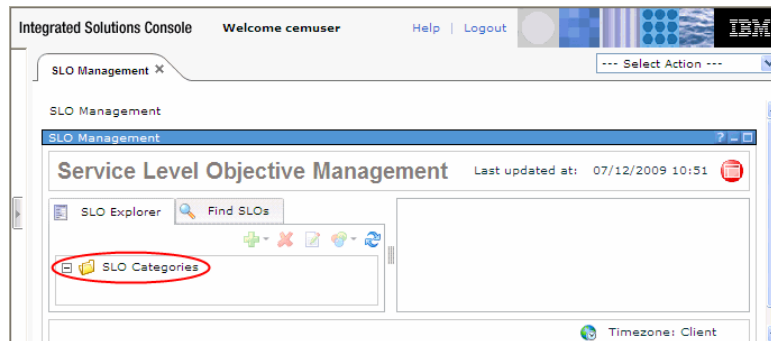 Integrated Solutions Console Welcome cemuser Help | Logout IBM
SLO Management --- Select Action ---
SLO Management
SLO Management
Service Level Objective Management Last updated at: 07/12/2009 10:51
SLO Explorer Find SLOs
SLO Categories
Timezone: Client